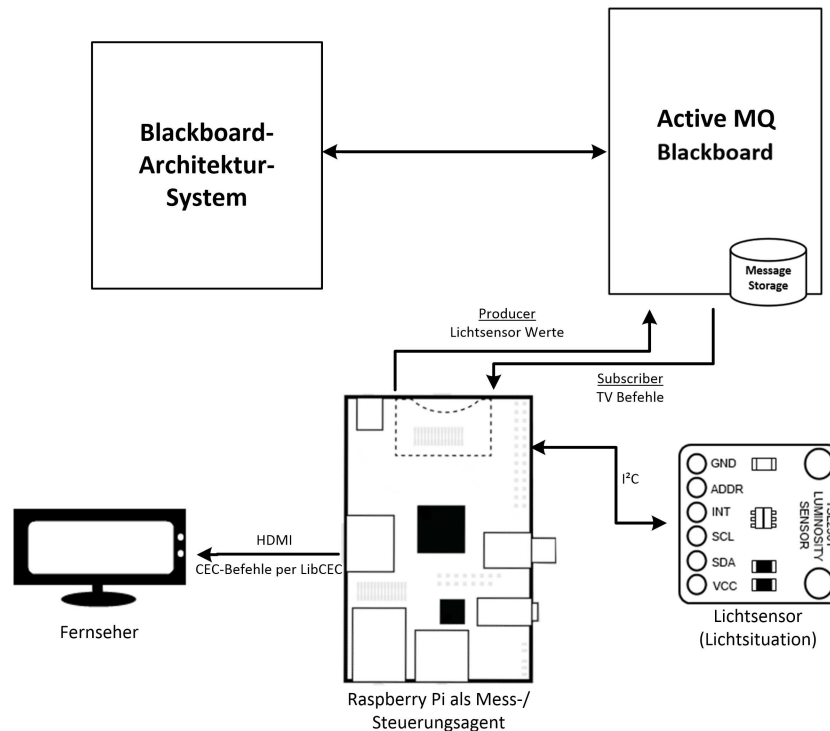 Blackboard-
Architektur-
System
Active MQ
Blackboard
Message
Storage
Producer
Lichtsensor Werte
Subscriber
TV Befehle
I²C
GND
ADDR
INT
SCL
SDA
VCC
LUMINOSITY
SENSOR
HDMI
CEC-Befehle per LibCEC
Fernseher
Lichtsensor
(Lichtsituation)
Raspberry Pi als Mess-/
Steuerungsagent